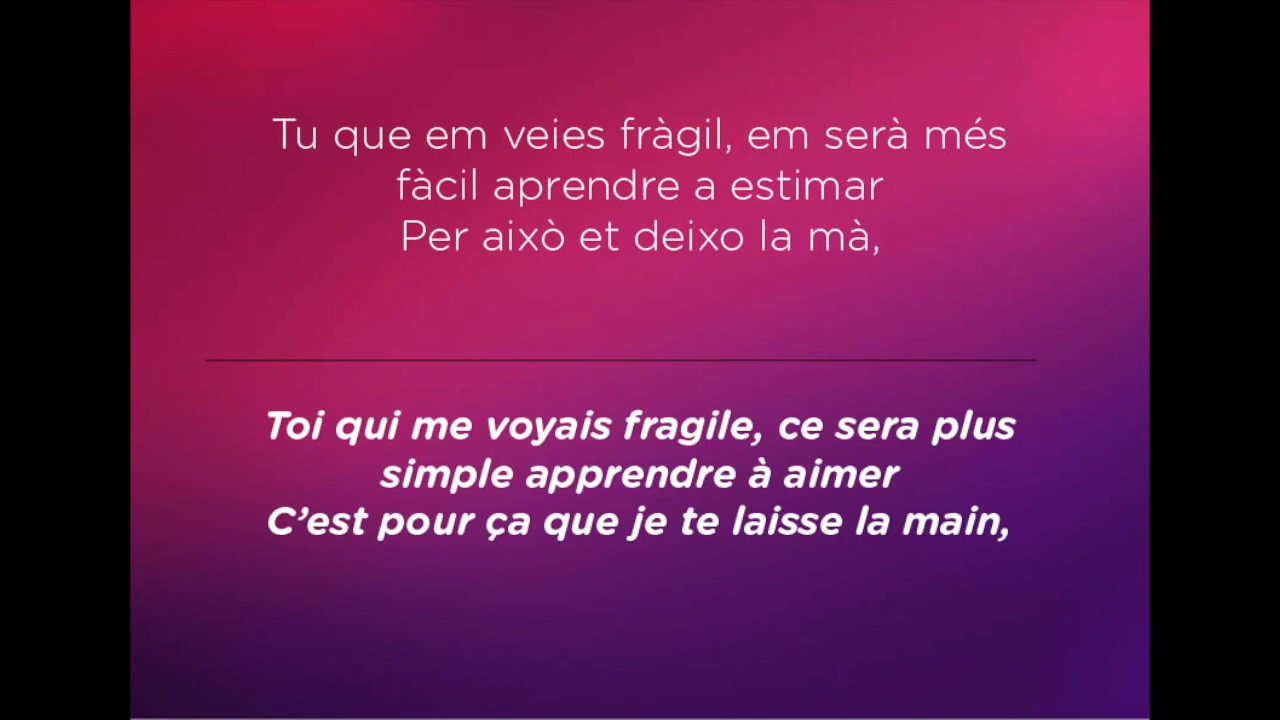 Tu que em veies fràgil, em serà més
fàcil aprendre a estimar
Per això et deixo la mà,
Toi qui me voyais fragile, ce sera plus
simple apprendre à aimer
C’est pour ça que je te laisse la main,